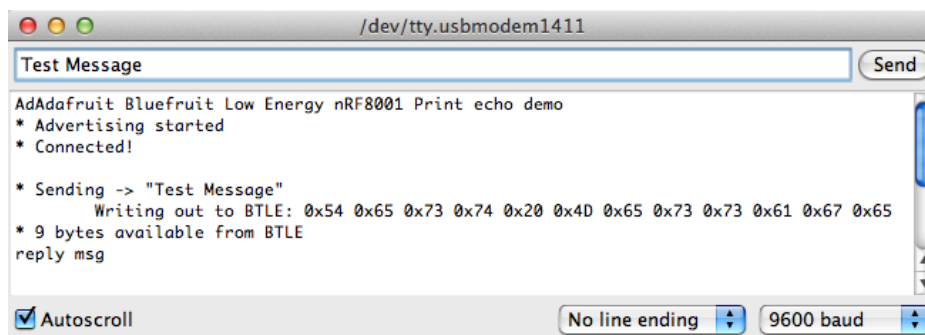 /dev/tty.usbmodem1411
Test Message
Send
AdAdafruit Bluefruit Low Energy nRF8001 Print echo demo
* Advertising started
* Connected!
* Sending -> "Test Message"
Writing out to BTLE: 0x54 0x65 0x73 0x74 0x20 0x4D 0x65 0x73 0x73 0x61 0x67 0x65
* 9 bytes available from BTLE
reply msg
Autoscroll
No line ending
9600 baud